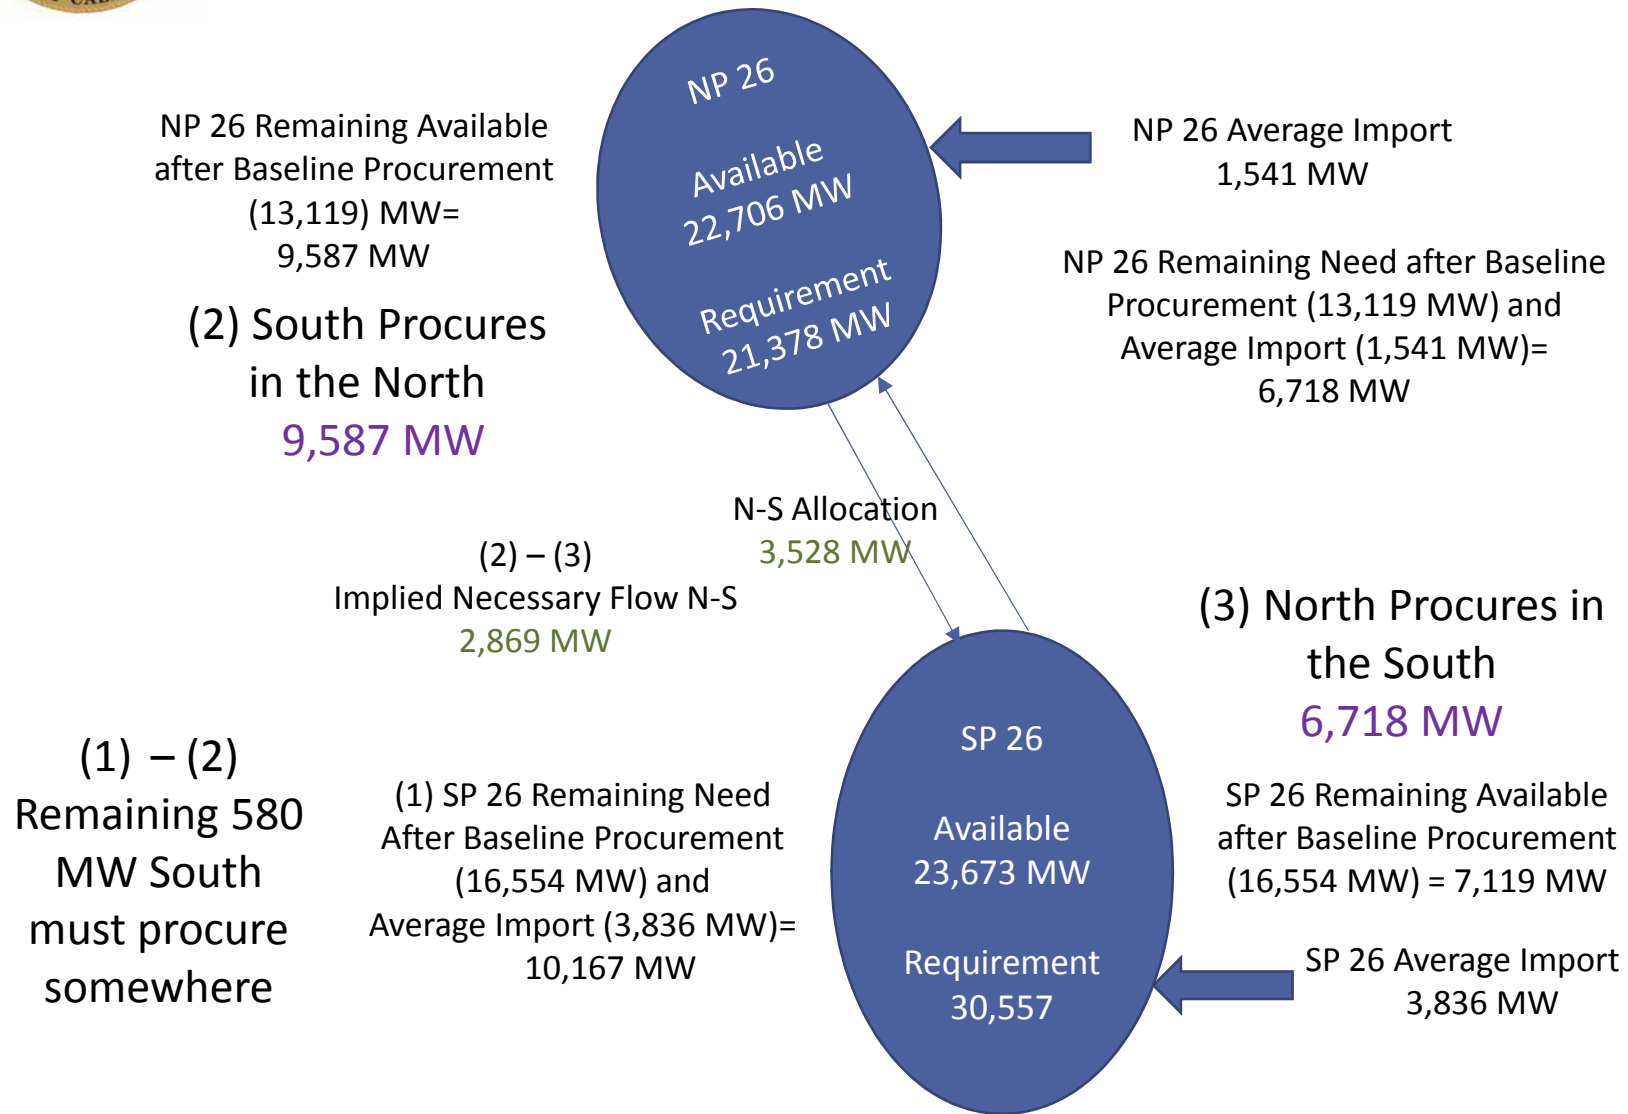 NP 26
Available
22,706 MW
Requirement
21,378 MW
NP 26 Remaining Available
after Baseline Procurement
(13,119) MW=
9,587 MW
(2) South Procures
in the North
9,587 MW
NP 26 Average Import
1,541 MW
NP 26 Remaining Need after Baseline
Procurement (13,119 MW) and
Average Import (1,541 MW)=
6,718 MW
N-S Allocation
3,528 MW
(2) – (3)
Implied Necessary Flow N-S
2,869 MW
(3) North Procures in
the South
6,718 MW
(1) – (2)
Remaining 580
MW South
must procure
somewhere
(1) SP 26 Remaining Need
After Baseline Procurement
(16,554 MW) and
Average Import (3,836 MW)=
10,167 MW
SP 26
Available
23,673 MW
Requirement
30,557
SP 26 Remaining Available
after Baseline Procurement
(16,554 MW) = 7,119 MW
SP 26 Average Import
3,836 MW